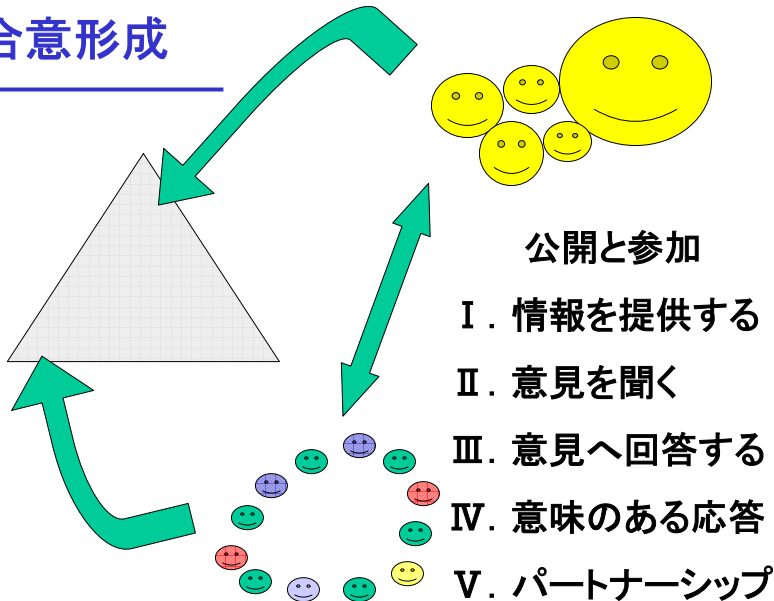 合意形成
公開と参加
Ⅰ．情報を提供する
Ⅱ．意見を聞く
Ⅲ．意見へ回答する
Ⅳ．意味のある応答
Ⅴ．パートナーシップ